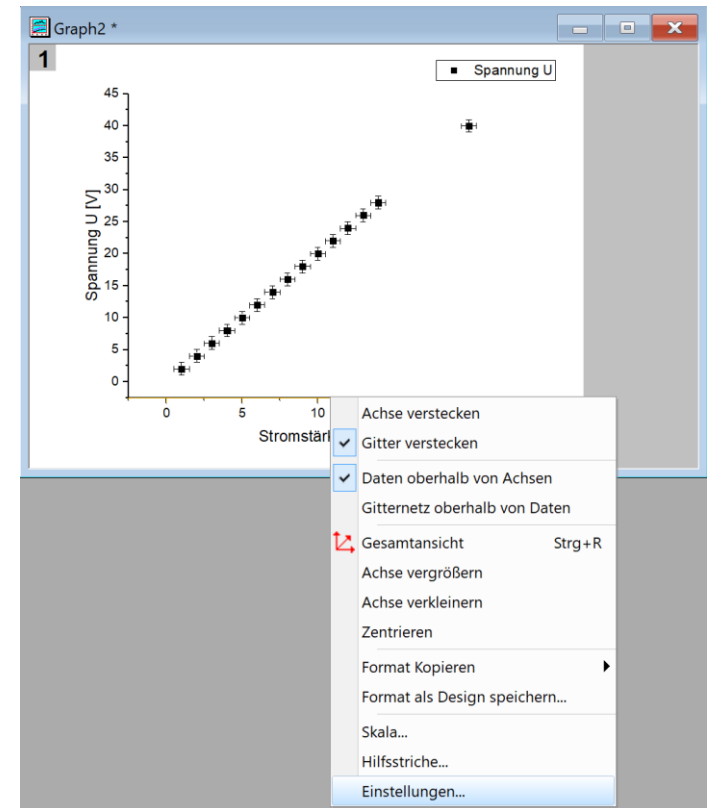 Graph2 *
1
Spannung U
45
40
35
30
25
20
15
10
5
0
Spannung U [V]
0 5 10
Achse verstecken
Gitter verstecken
Daten oberhalb von Achsen
Gitternetz oberhalb von Daten
Gesamtansicht Strg+R
Achse vergrößern
Achse verkleinern
Zentrieren
Format Kopieren
Format als Design speichern...
Skala...
Hilfsstriche...
Einstellungen...